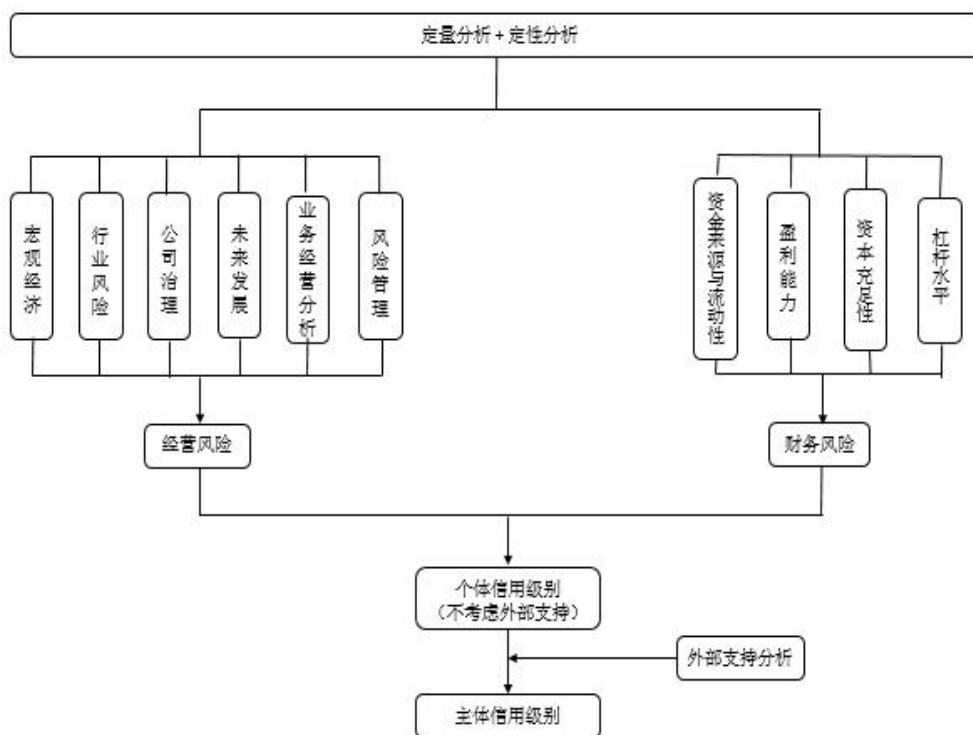 定量分析 + 定性分析
宏观经济
行业风险
公司治理
未来发展
业务经营分析
风险管理
资金来源与流动性
盈利能力
资本充足性
杠杆水平
经营风险
财务风险
个体信用级别
（不考虑外部支持）
外部支持分析
主体信用级别